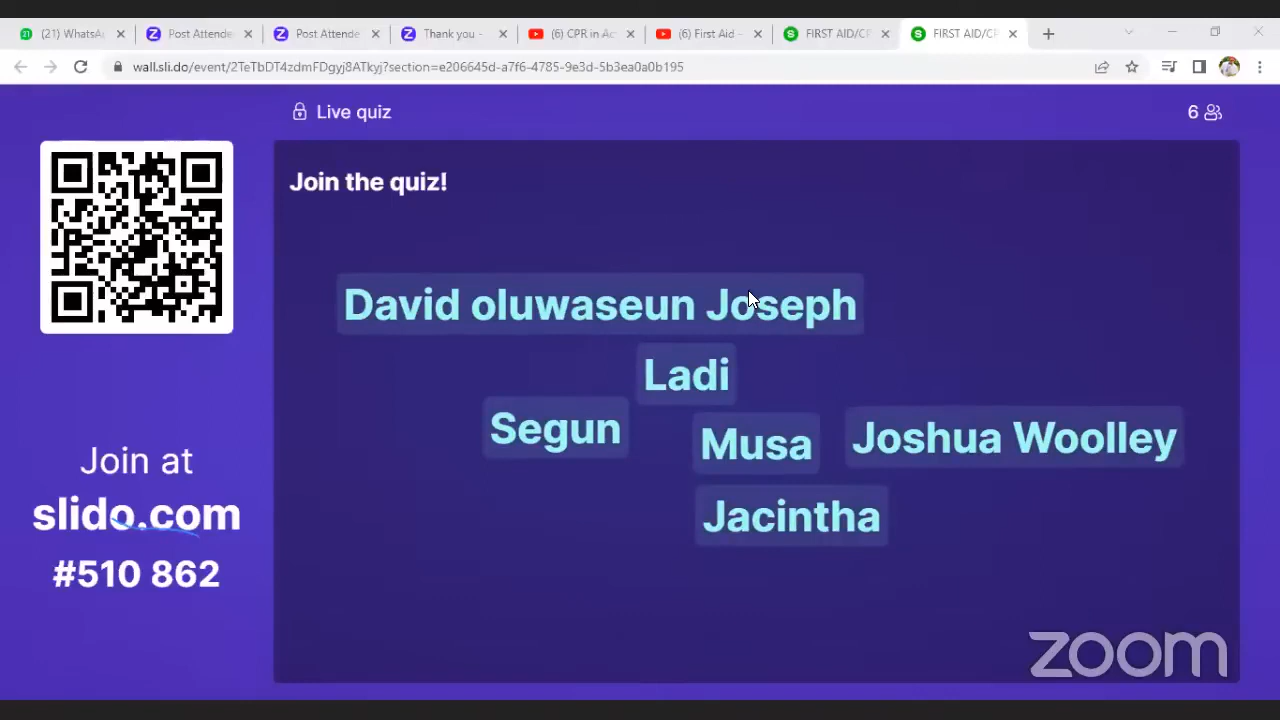 (21) WhatsA
Post Attende
Post Attende
Thank you -
(6) CPR in Ac
(6) First Aid -
FIRST AID/CP
FIRST AID/CP
wall.sli.do/event/2TeTbDT4zdmFDgyj8ATkyj?section=e206645d-a7f6-4785-9e3d-5b3ea0a0b195
Live quiz
6
Join the quiz!
David oluwaseun Joseph
Ladi
Segun
Musa
Joshua Woolley
Jacintha
Join at
slido.com
#510 862
zoom